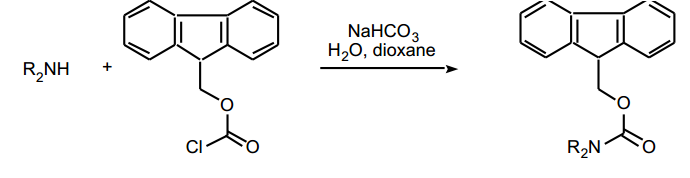 NaHCO₃
H₂O, dioxane
R₂NH +
O
O
Cl O
R₂N O